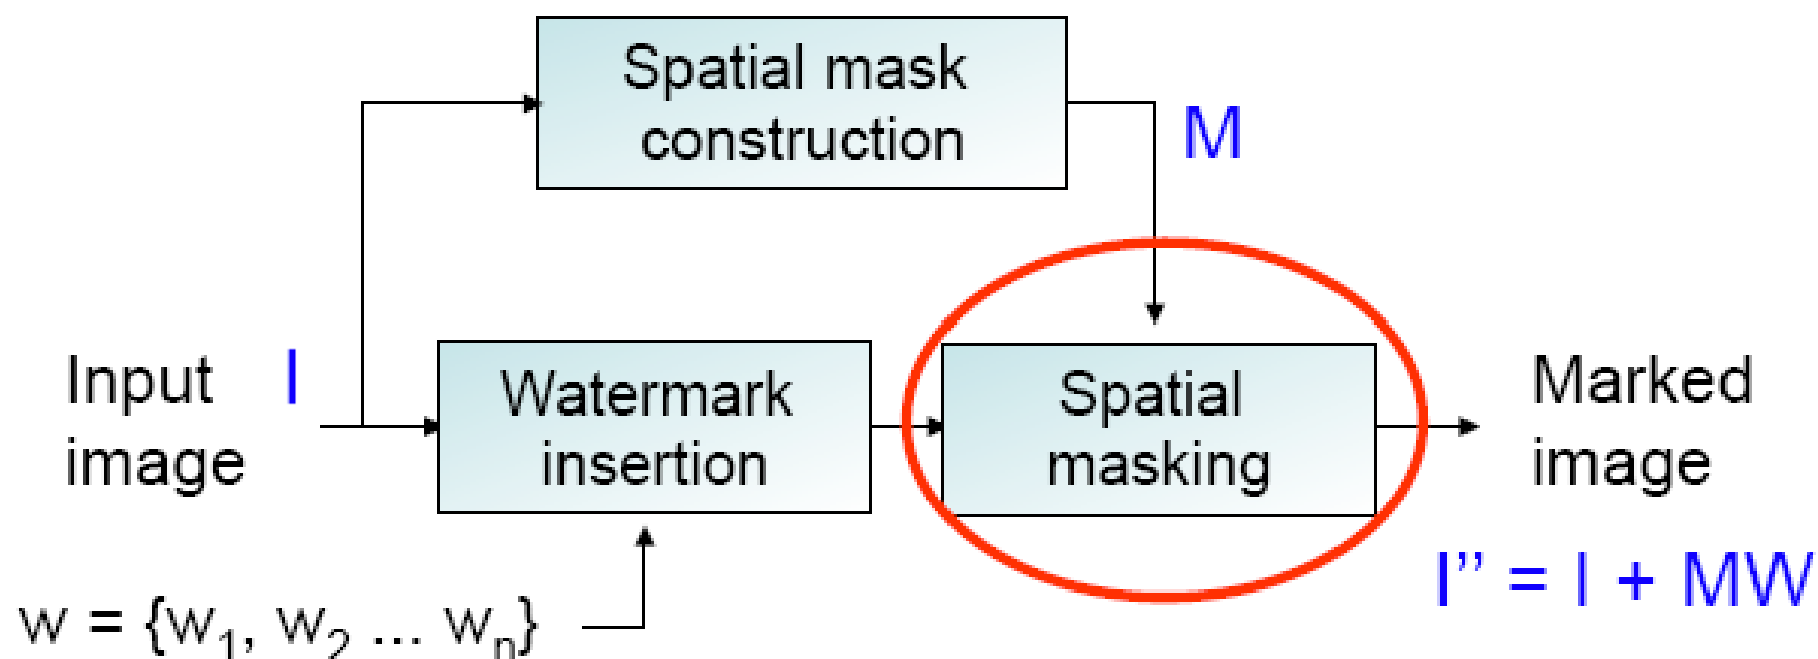 Spatial mask
construction
M
Input I
image
Watermark
insertion
Spatial
masking
Marked
image
I” = I + MW
w = {w₁, w₂ ... wₙ}